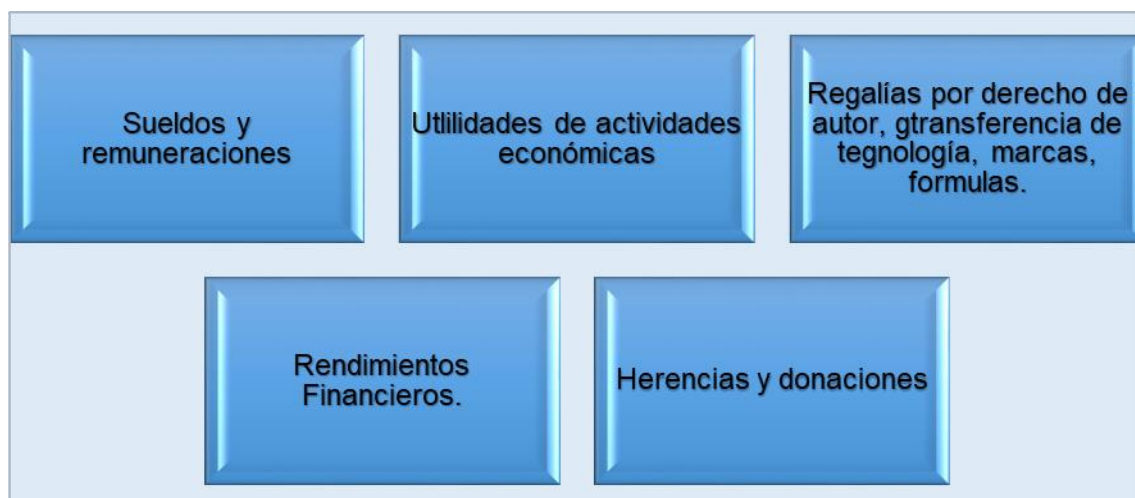 Sueldos y
remuneraciones
Utlilidades de actividades
económicas
Regalías por derecho de
autor, gtransferencia de
tegnología, marcas,
formulas.
Rendimientos
Financieros.
Herencias y donaciones